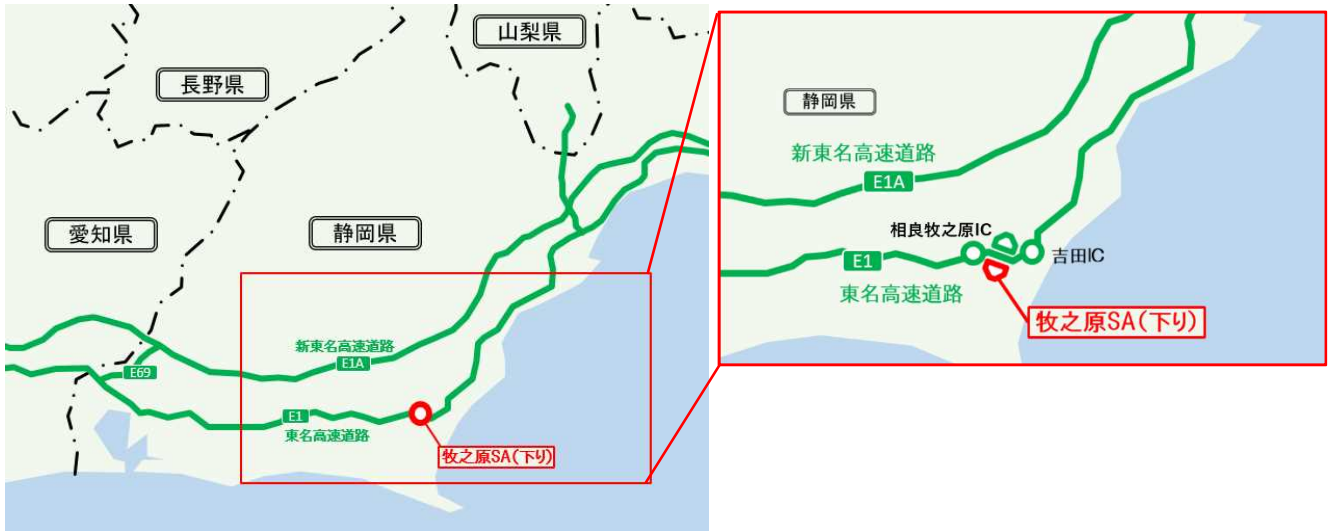 山梨県
長野県
愛知県
静岡県
新東名高速道路
E1A
E69
E1
東名高速道路
牧之原SA(下り)
静岡県
新東名高速道路
E1A
相良牧之原IC
吉田IC
E1
東名高速道路
牧之原SA(下り)